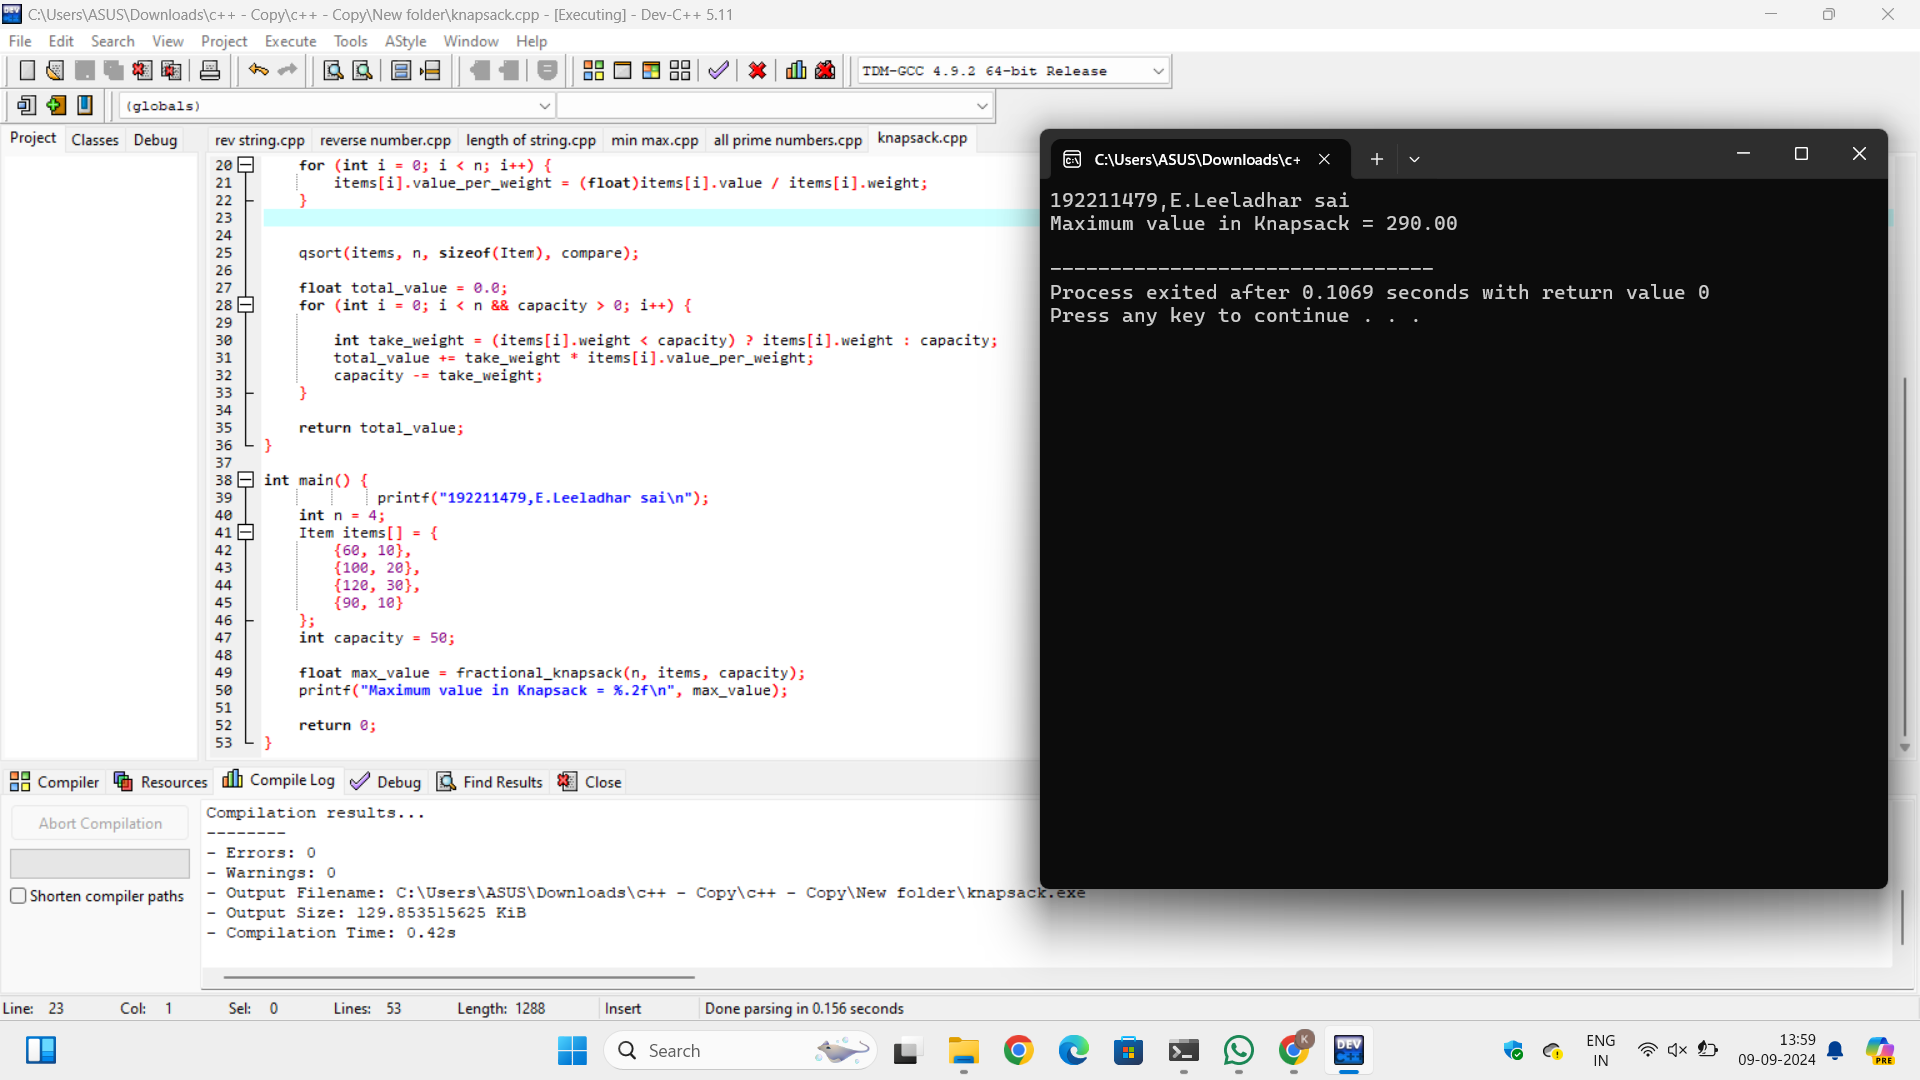 C:\Users\ASUS\Downloads\c++ - Copy\c++ - Copy\New folder\knapsack.cpp - [Executing] - Dev-C++ 5.11
File Edit Search View Project Execute Tools AStyle Window Help
TDM-GCC 4.9.2 64-bit Release
(globals)
Project Classes Debug
rev string.cpp reverse number.cpp length of string.cpp min max.cpp all prime numbers.cpp knapsack.cpp
20 for (int i = 0; i < n; i++) {
21 items[i].value_per_weight = (float)items[i].value / items[i].weight;
22 }
23
24
25 qsort(items, n, sizeof(Item), compare);
26
27 float total_value = 0.0;
28 for (int i = 0; i < n && capacity > 0; i++) {
29
30 int take_weight = (items[i].weight < capacity) ? items[i].weight : capacity;
31 total_value += take_weight * items[i].value_per_weight;
32 capacity -= take_weight;
33 }
34
35 return total_value;
36 }
37
38 int main() {
39 printf("192211479,E.Leeladhar sai\n");
40 int n = 4;
41 Item items[] = {
42 {60, 10},
43 {100, 20},
44 {120, 30},
45 {90, 10}
46 };
47 int capacity = 50;
48
49 float max_value = fractional_knapsack(n, items, capacity);
50 printf("Maximum value in Knapsack = %.2f\n", max_value);
51
52 return 0;
53 }
C:\Users\ASUS\Downloads\c+
192211479,E.Leeladhar sai
Maximum value in Knapsack = 290.00
--------------------------------
Process exited after 0.1069 seconds with return value 0
Press any key to continue . . .
Compiler Resources Compile Log Debug Find Results Close
Abort Compilation
Shorten compiler paths
Compilation results...
--------
- Errors: 0
- Warnings: 0
- Output Filename: C:\Users\ASUS\Downloads\c++ - Copy\c++ - Copy\New folder\knapsack.exe
- Output Size: 129.853515625 KiB
- Compilation Time: 0.42s
Line: 23 Col: 1 Sel: 0 Lines: 53 Length: 1288 Insert Done parsing in 0.156 seconds
Search
K
DEV C++
ENG
IN
13:59
09-09-2024
PRE